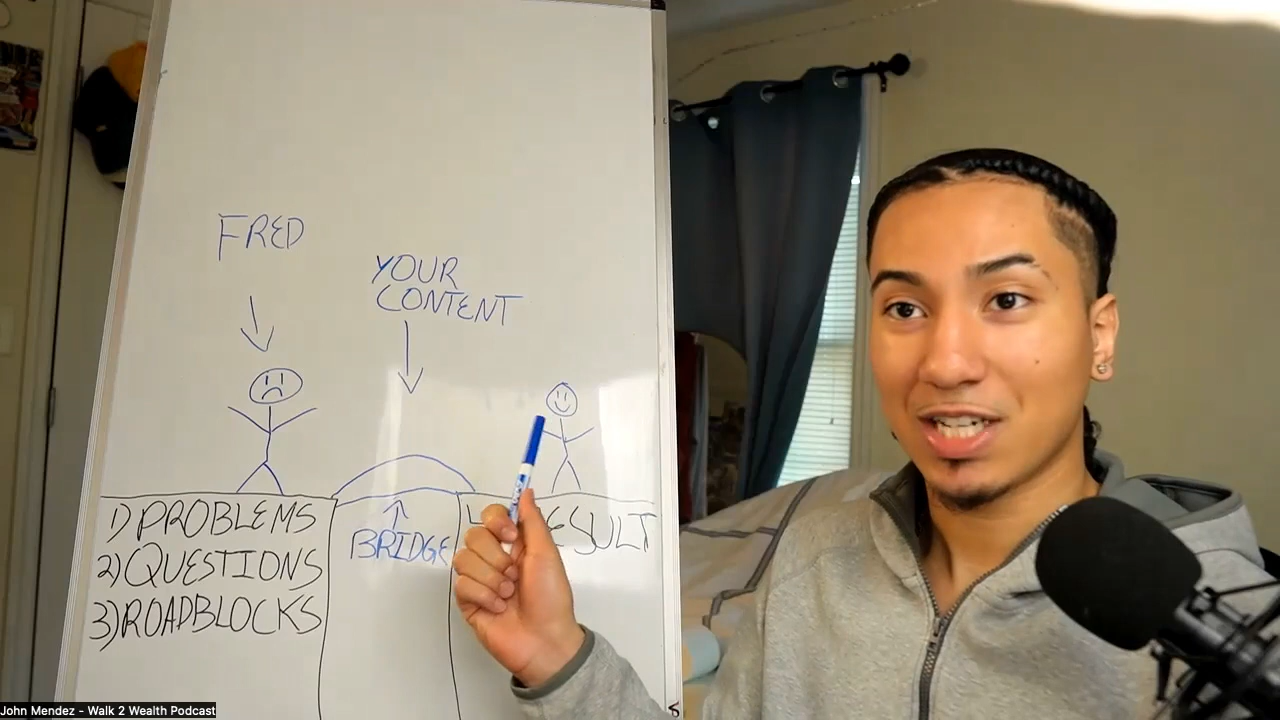 FRED
YOUR
CONTENT
1) PROBLEMS
2) QUESTIONS
3) ROADBLOCKS
BRIDGE
John Mendez - Walk 2 Wealth Podcast